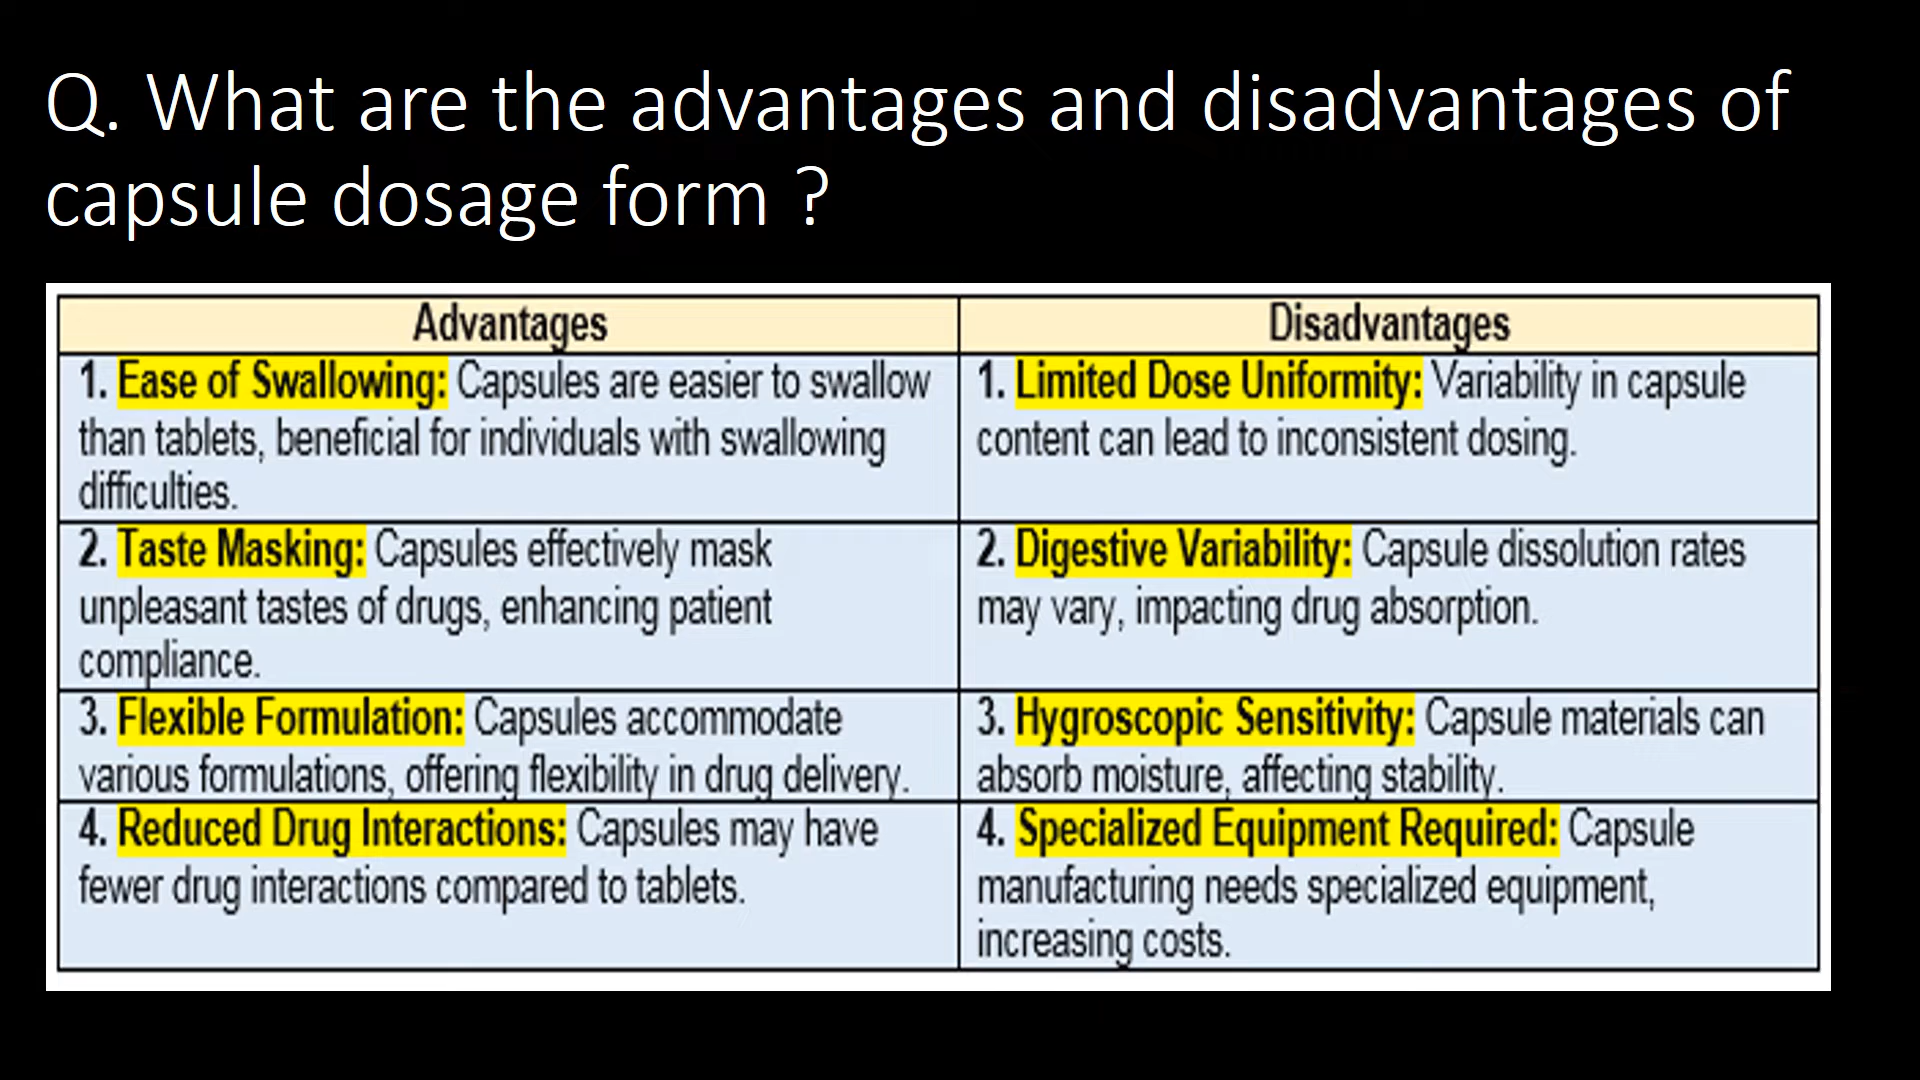 Q. What are the advantages and disadvantages of
capsule dosage form ?
Advantages
Disadvantages
1. Ease of Swallowing: Capsules are easier to swallow
than tablets, beneficial for individuals with swallowing
difficulties.
1. Limited Dose Uniformity: Variability in capsule
content can lead to inconsistent dosing.
2. Taste Masking: Capsules effectively mask
unpleasant tastes of drugs, enhancing patient
compliance.
2. Digestive Variability: Capsule dissolution rates
may vary, impacting drug absorption.
3. Flexible Formulation: Capsules accommodate
various formulations, offering flexibility in drug delivery.
3. Hygroscopic Sensitivity: Capsule materials can
absorb moisture, affecting stability.
4. Reduced Drug Interactions: Capsules may have
fewer drug interactions compared to tablets.
4. Specialized Equipment Required: Capsule
manufacturing needs specialized equipment,
increasing costs.